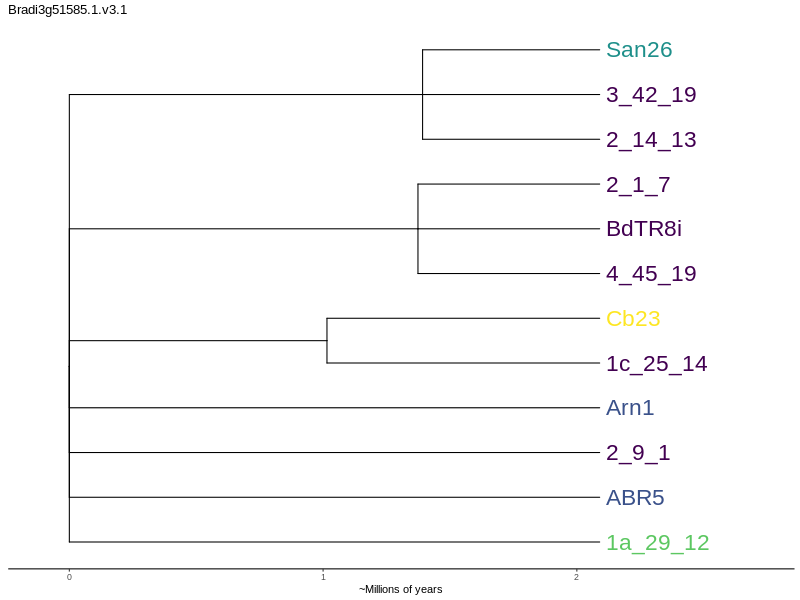 Bradi3g51585.1.v3.1
San26
3_42_19
2_14_13
2_1_7
BdTR8i
4_45_19
Cb23
1c_25_14
Arn1
2_9_1
ABR5
1a_29_12
0 1 2
~Millions of years